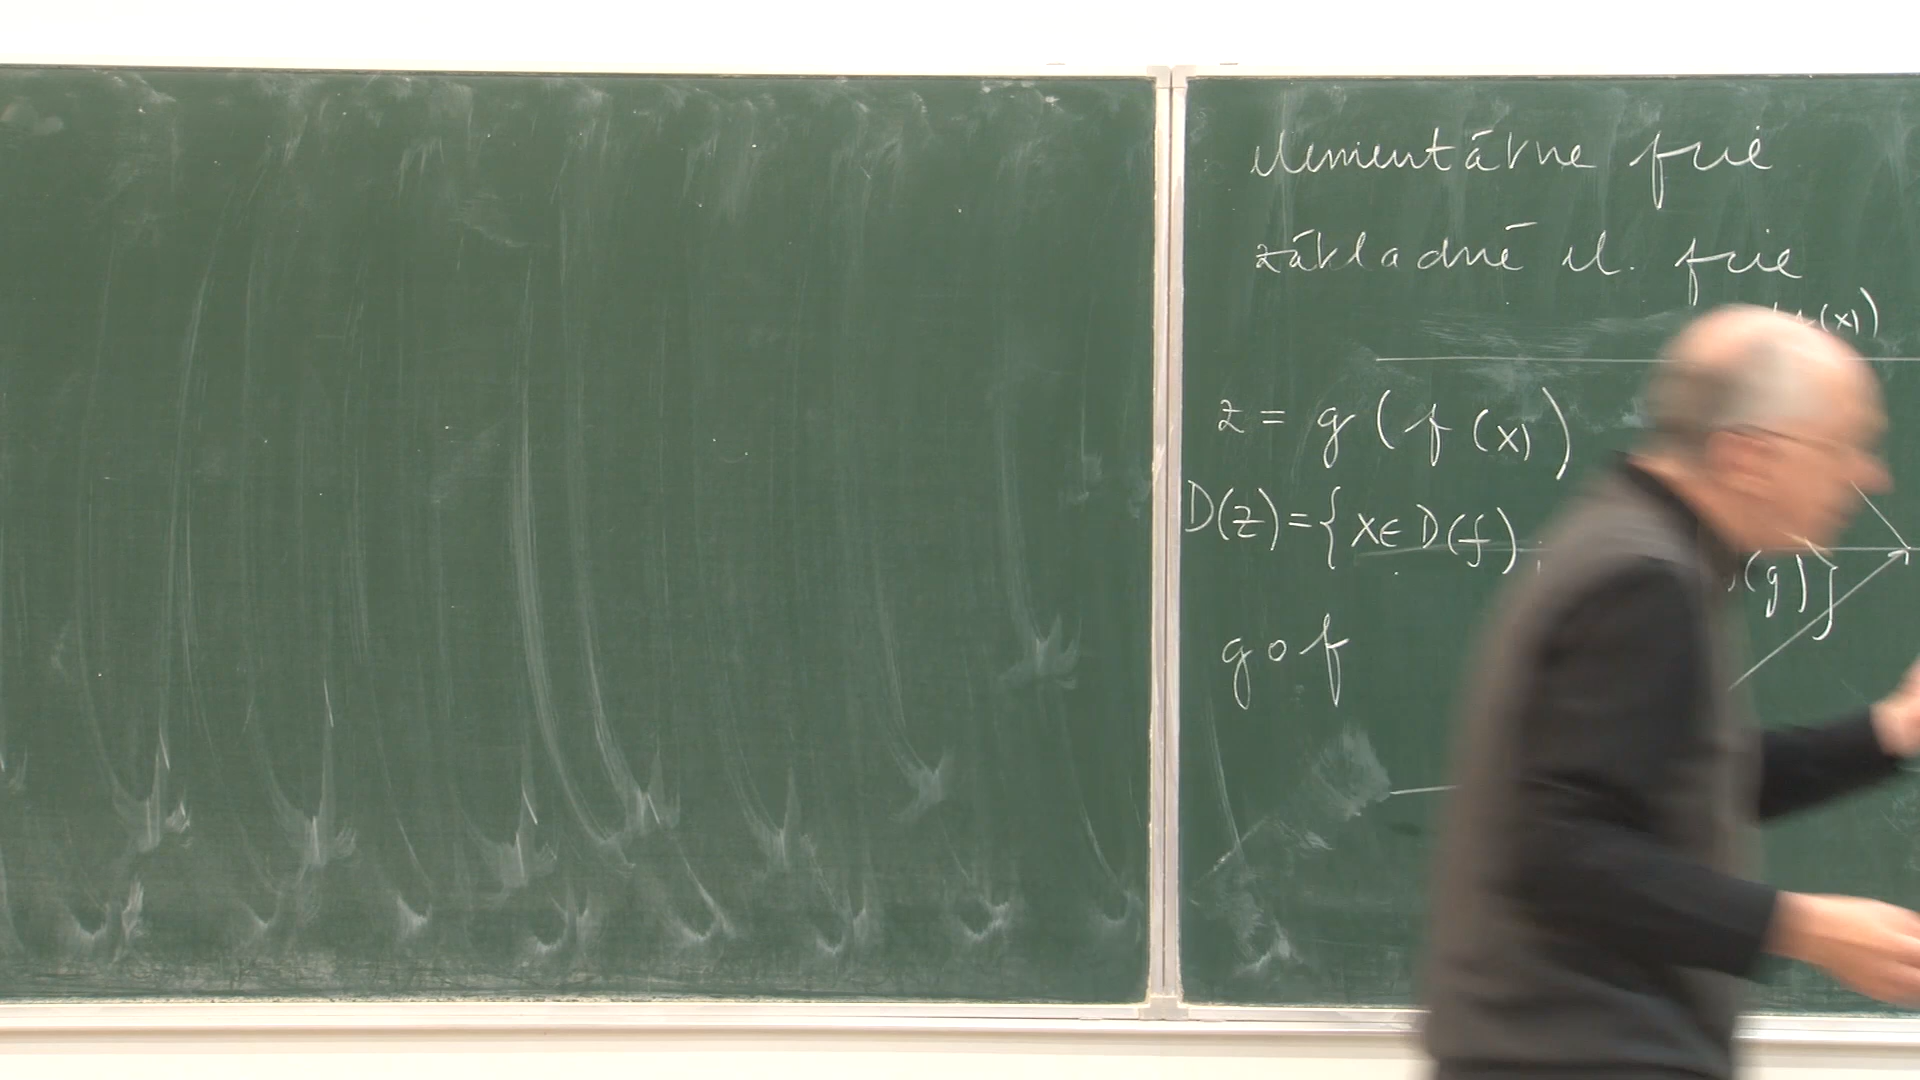 elementárne fcie
základné el. fcie
(x)
z = g(f(x))
D(z)={x∈D(f);
(g)}
g∘f